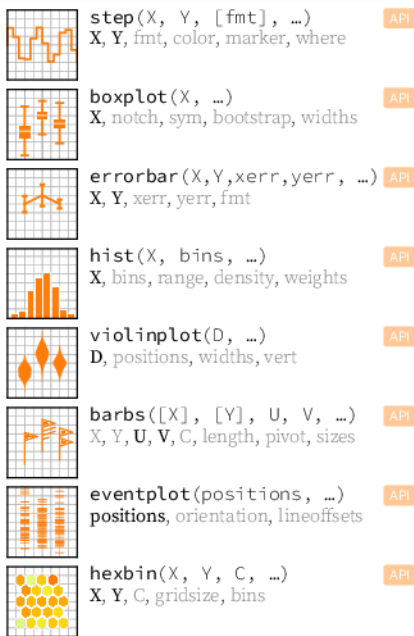 step(X, Y, [fmt], …) API
X, Y, fmt, color, marker, where
boxplot(X, …) API
X, notch, sym, bootstrap, widths
errorbar(X,Y,xerr,yerr, …) API
X, Y, xerr, yerr, fmt
hist(X, bins, …) API
X, bins, range, density, weights
violinplot(D, …) API
D, positions, widths, vert
barbs([X], [Y], U, V, …) API
X, Y, U, V, C, length, pivot, sizes
eventplot(positions, …) API
positions, orientation, lineoffsets
hexbin(X, Y, C, …) API
X, Y, C, gridsize, bins